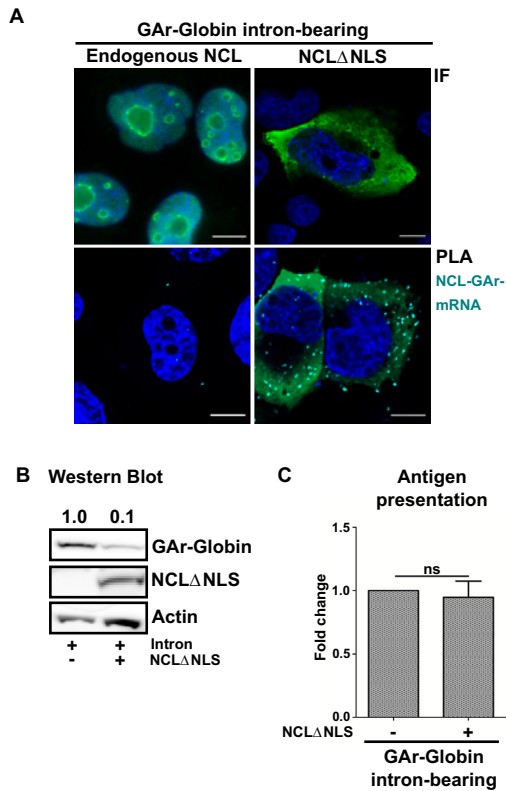 A
GAr-Globin intron-bearing
Endogenous NCL NCLΔNLS
IF
PLA
NCL-GAr-
mRNA
B Western Blot
1.0 0.1
GAr-Globin
NCLΔNLS
Actin
+ + Intron
- + NCLΔNLS
C Antigen
presentation
1.5
ns
1.0
Fold change
0.5
0.0
NCLΔNLS - +
GAr-Globin
intron-bearing